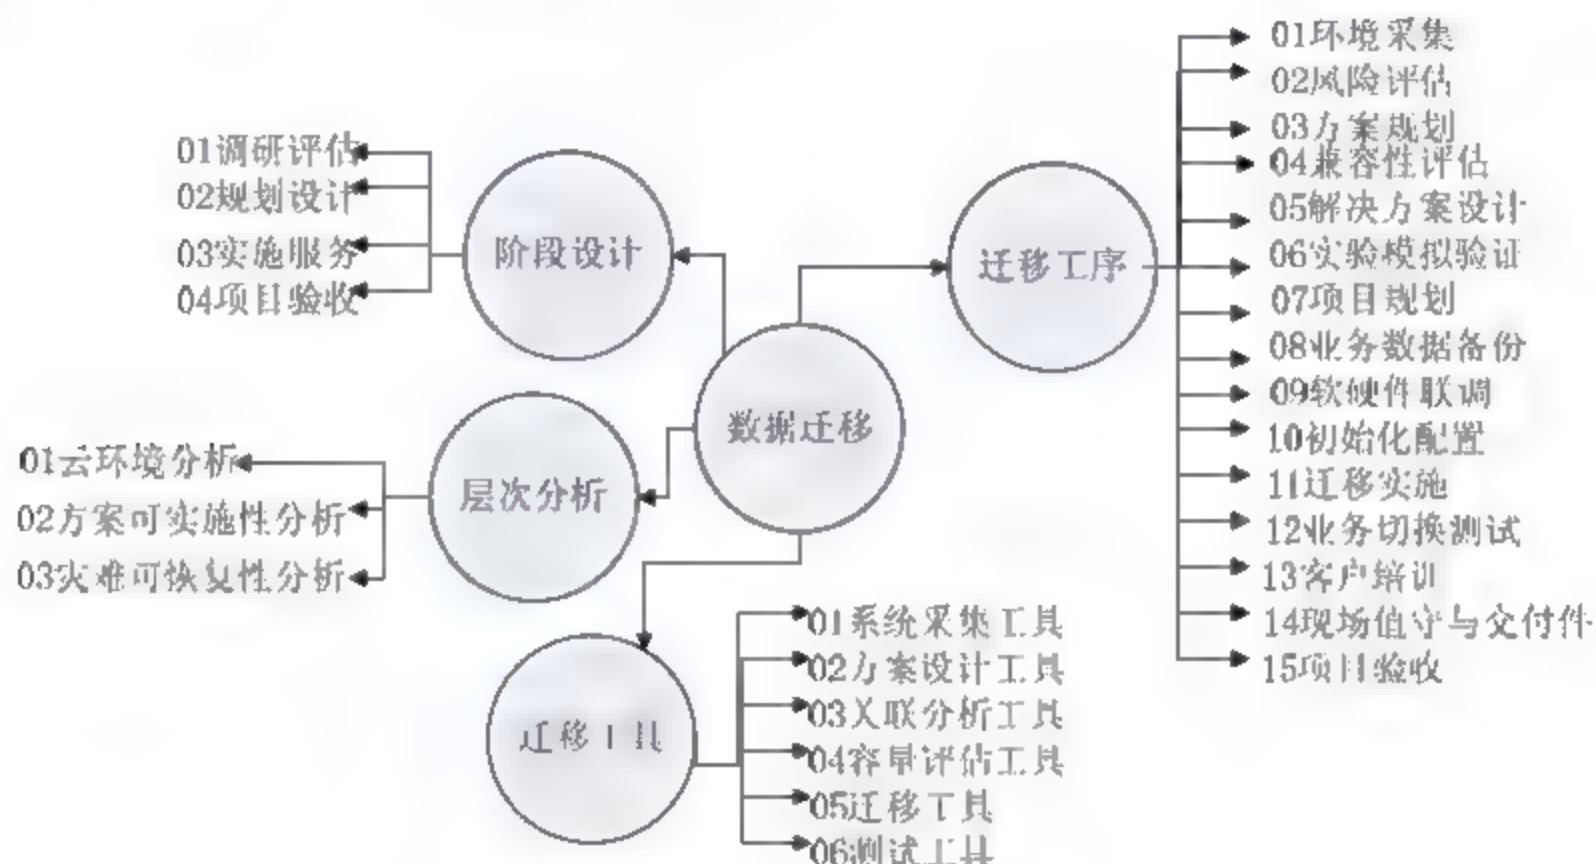 阶段设计
01调研评估
02规划设计
03实施服务
04项目验收
层次分析
01云环境分析
02方案可实施性分析
03灾难可恢复性分析
数据迁移
迁移工具
01系统采集工具
02方案设计工具
03关联分析工具
04容量评估工具
05迁移工具
06测试工具
迁移工序
01环境采集
02风险评估
03方案规划
04兼容性评估
05解决方案设计
06实验模拟验证
07项目规划
08业务数据备份
09软硬件联调
10初始化配置
11迁移实施
12业务切换测试
13客户培训
14现场值守与交付件
15项目验收